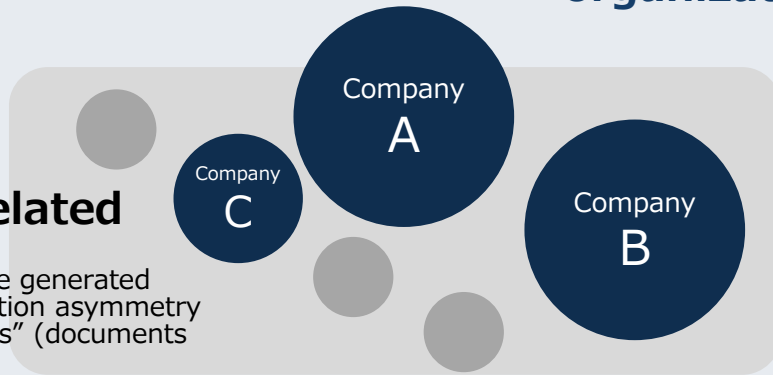 Company
A
Company
C
Company
B
elated
e generated
tion asymmetry
s” (documents